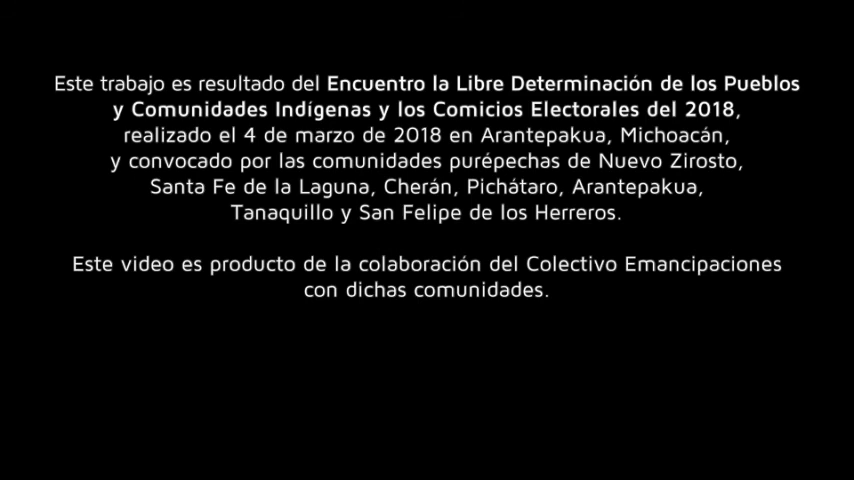 Este trabajo es resultado del Encuentro la Libre Determinación de los Pueblos
y Comunidades Indígenas y los Comicios Electorales del 2018,
realizado el 4 de marzo de 2018 en Arantepakua, Michoacán,
y convocado por las comunidades purépechas de Nuevo Zirosto,
Santa Fe de la Laguna, Cherán, Pichátaro, Arantepakua,
Tanaquillo y San Felipe de los Herreros.
Este video es producto de la colaboración del Colectivo Emancipaciones
con dichas comunidades.